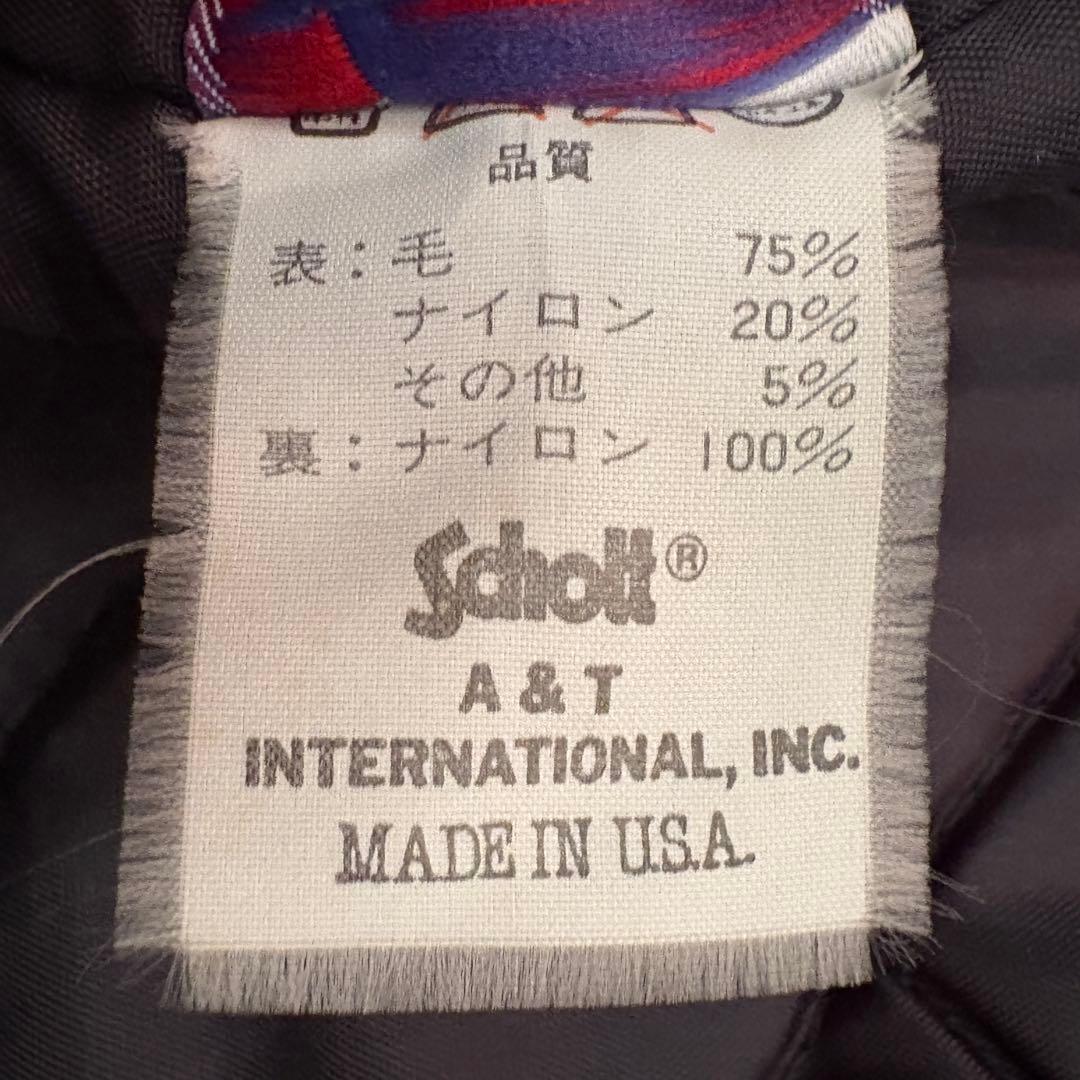 品質
表：毛 75%
ナイロン 20%
その他 5%
裏：ナイロン 100%
Schott®
A & T
INTERNATIONAL, INC.
MADE IN U.S.A.